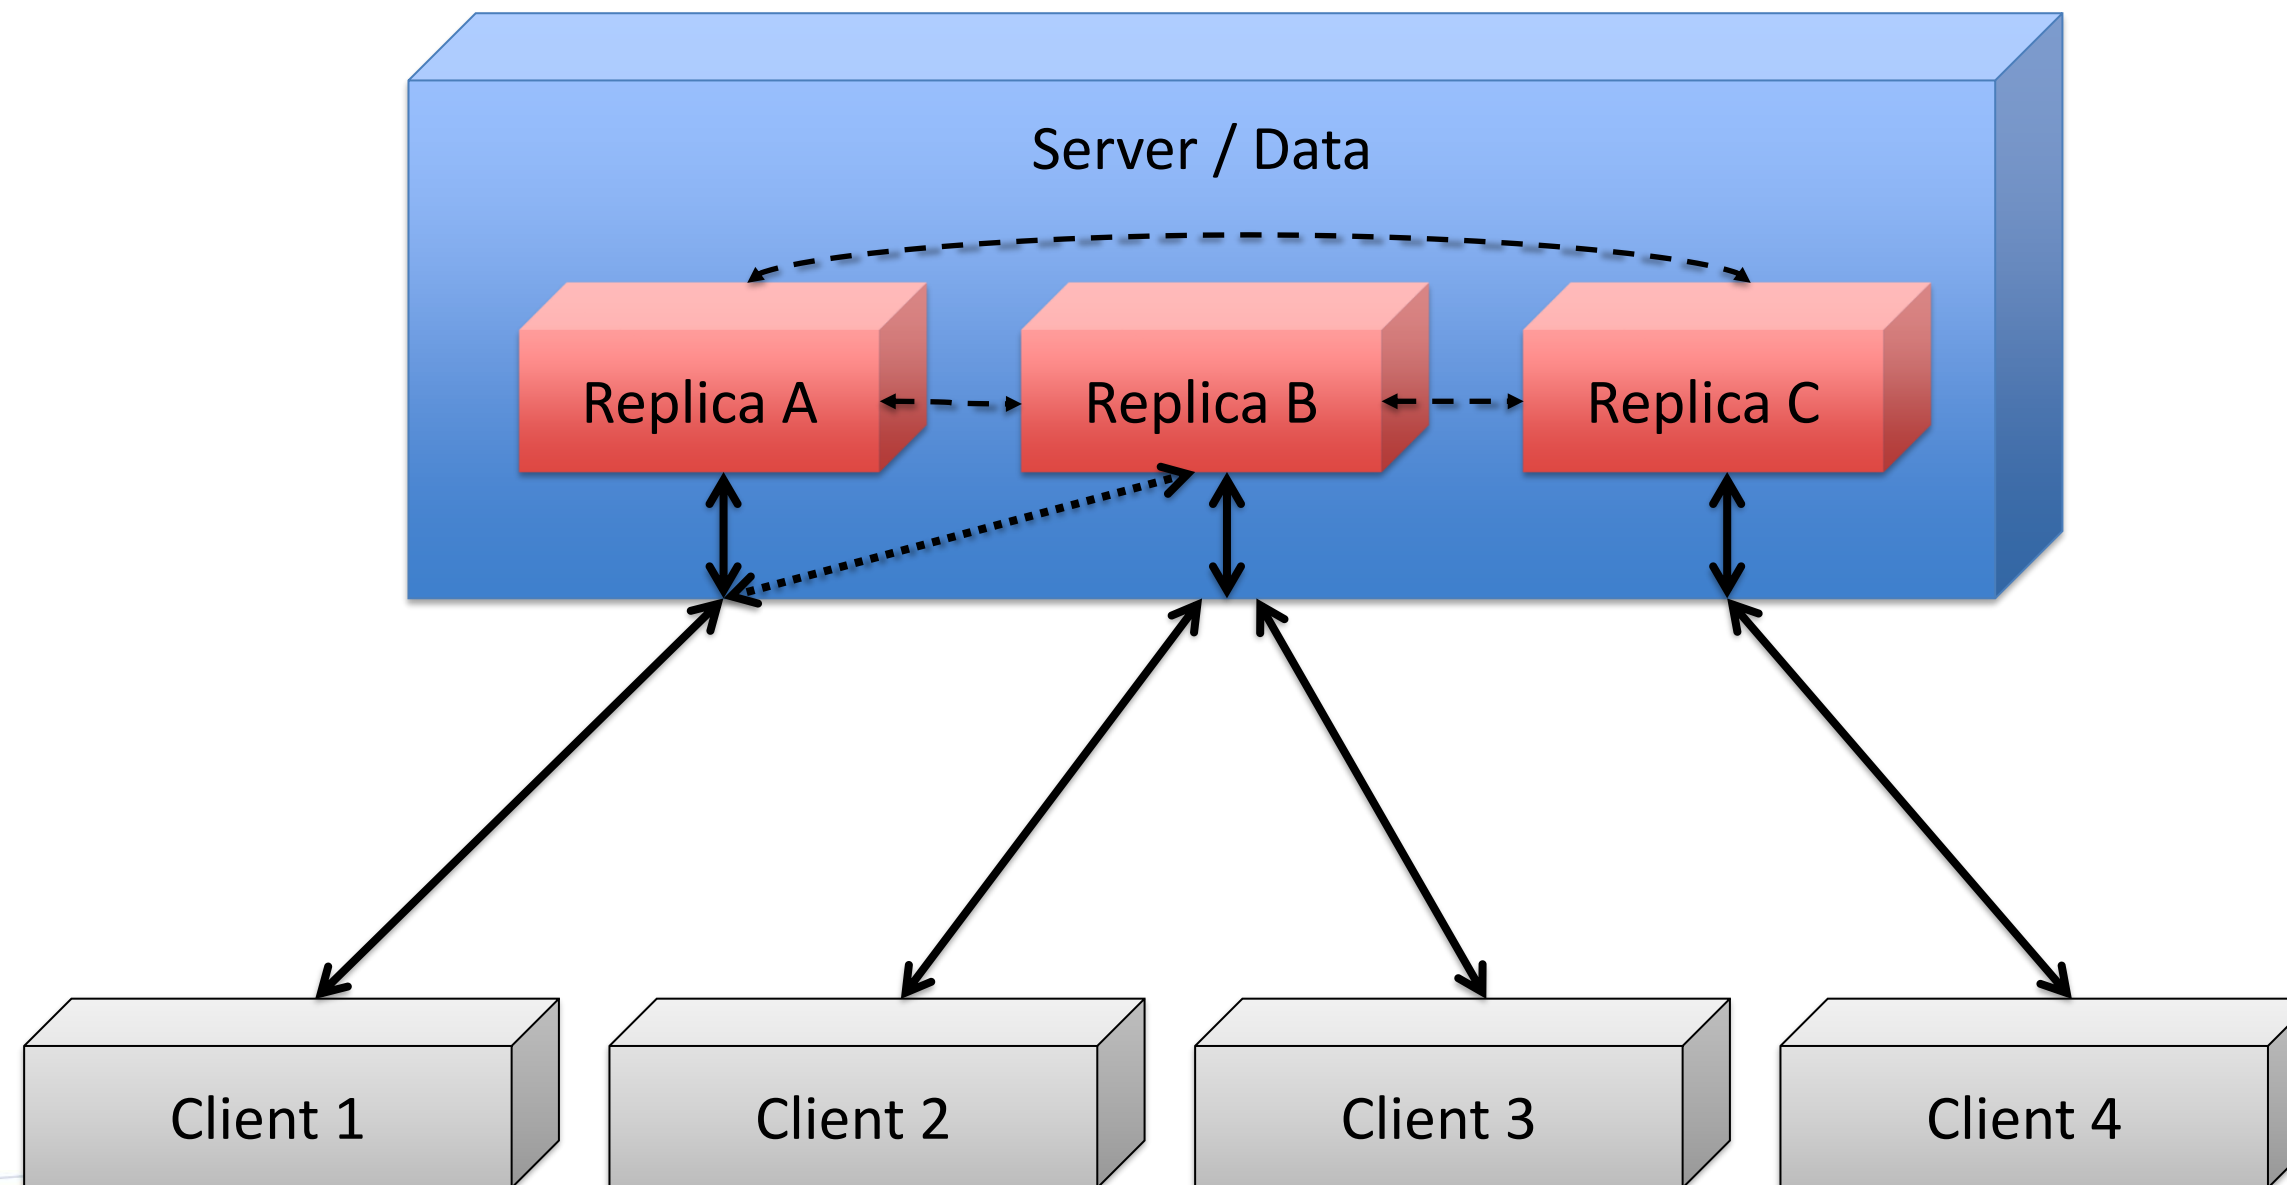 Server / Data
Replica A
Replica B
Replica C
Client 1
Client 2
Client 3
Client 4